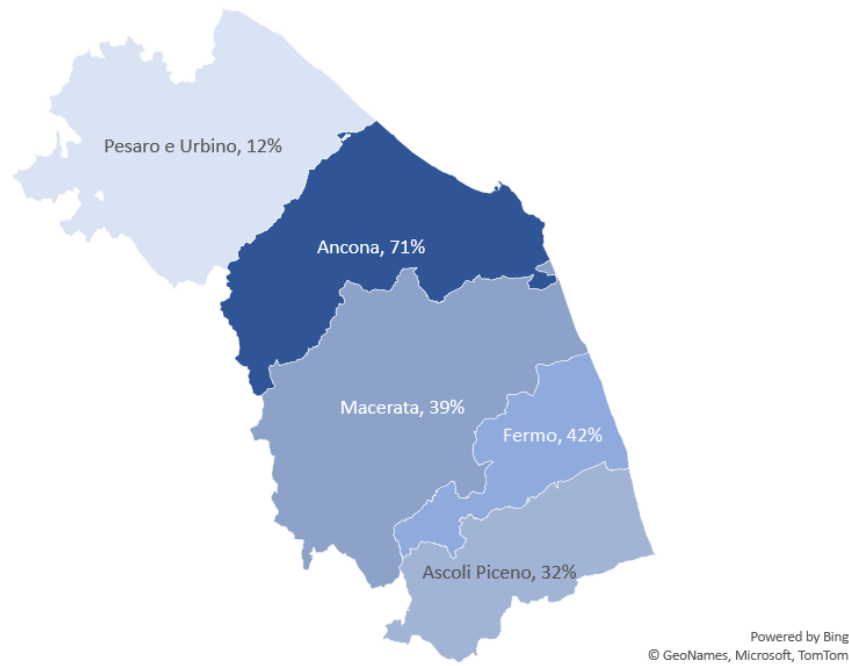 Pesaro e Urbino, 12%
Ancona, 71%
Macerata, 39%
Fermo, 42%
Ascoli Piceno, 32%
Powered by Bing
© GeoNames, Microsoft, TomTom